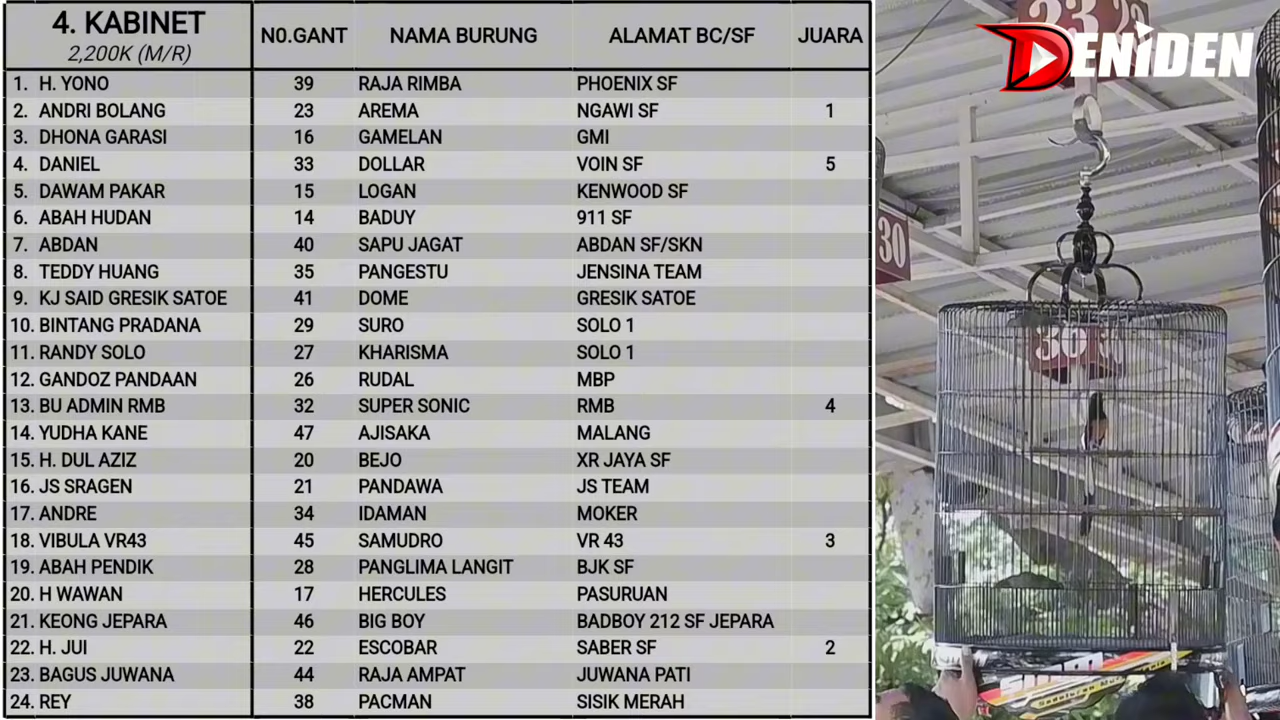 4. KABINET
2,200K (M/R)
N0.GANT
NAMA BURUNG
ALAMAT BC/SF
JUARA
1. H. YONO 39 RAJA RIMBA PHOENIX SF
2. ANDRI BOLANG 23 AREMA NGAWI SF 1
3. DHONA GARASI 16 GAMELAN GMI
4. DANIEL 33 DOLLAR VOIN SF 5
5. DAWAM PAKAR 15 LOGAN KENWOOD SF
6. ABAH HUDAN 14 BADUY 911 SF
7. ABDAN 40 SAPU JAGAT ABDAN SF/SKN
8. TEDDY HUANG 35 PANGESTU JENSINA TEAM
9. KJ SAID GRESIK SATOE 41 DOME GRESIK SATOE
10. BINTANG PRADANA 29 SURO SOLO 1
11. RANDY SOLO 27 KHARISMA SOLO 1
12. GANDOZ PANDAAN 26 RUDAL MBP
13. BU ADMIN RMB 32 SUPER SONIC RMB 4
14. YUDHA KANE 47 AJISAKA MALANG
15. H. DUL AZIZ 20 BEJO XR JAYA SF
16. JS SRAGEN 21 PANDAWA JS TEAM
17. ANDRE 34 IDAMAN MOKER
18. VIBULA VR43 45 SAMUDRO VR 43 3
19. ABAH PENDIK 28 PANGLIMA LANGIT BJK SF
20. H WAWAN 17 HERCULES PASURUAN
21. KEONG JEPARA 46 BIG BOY BADBOY 212 SF JEPARA
22. H. JUI 22 ESCOBAR SABER SF 2
23. BAGUS JUWANA 44 RAJA AMPAT JUWANA PATI
24. REY 38 PACMAN SISIK MERAH
DENIDEN
30
30